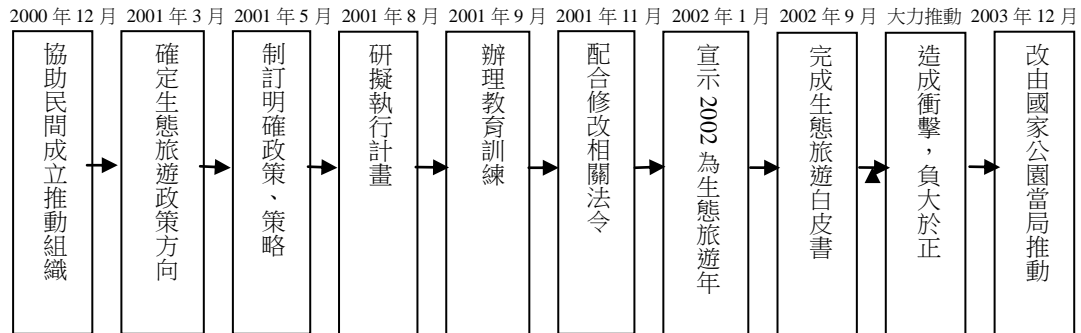 2000 年 12 月
協助民間成立推動組織
2001 年 3 月
確定生態旅遊政策方向
2001 年 5 月
制訂明確政策、策略
2001 年 8 月
研擬執行計畫
2001 年 9 月
辦理教育訓練
2001 年 11 月
配合修改相關法令
2002 年 1 月
宣示 2002 為生態旅遊年
2002 年 9 月
完成生態旅遊白皮書
大力推動
造成衝擊，負大於正
2003 年 12 月
改由國家公園當局推動